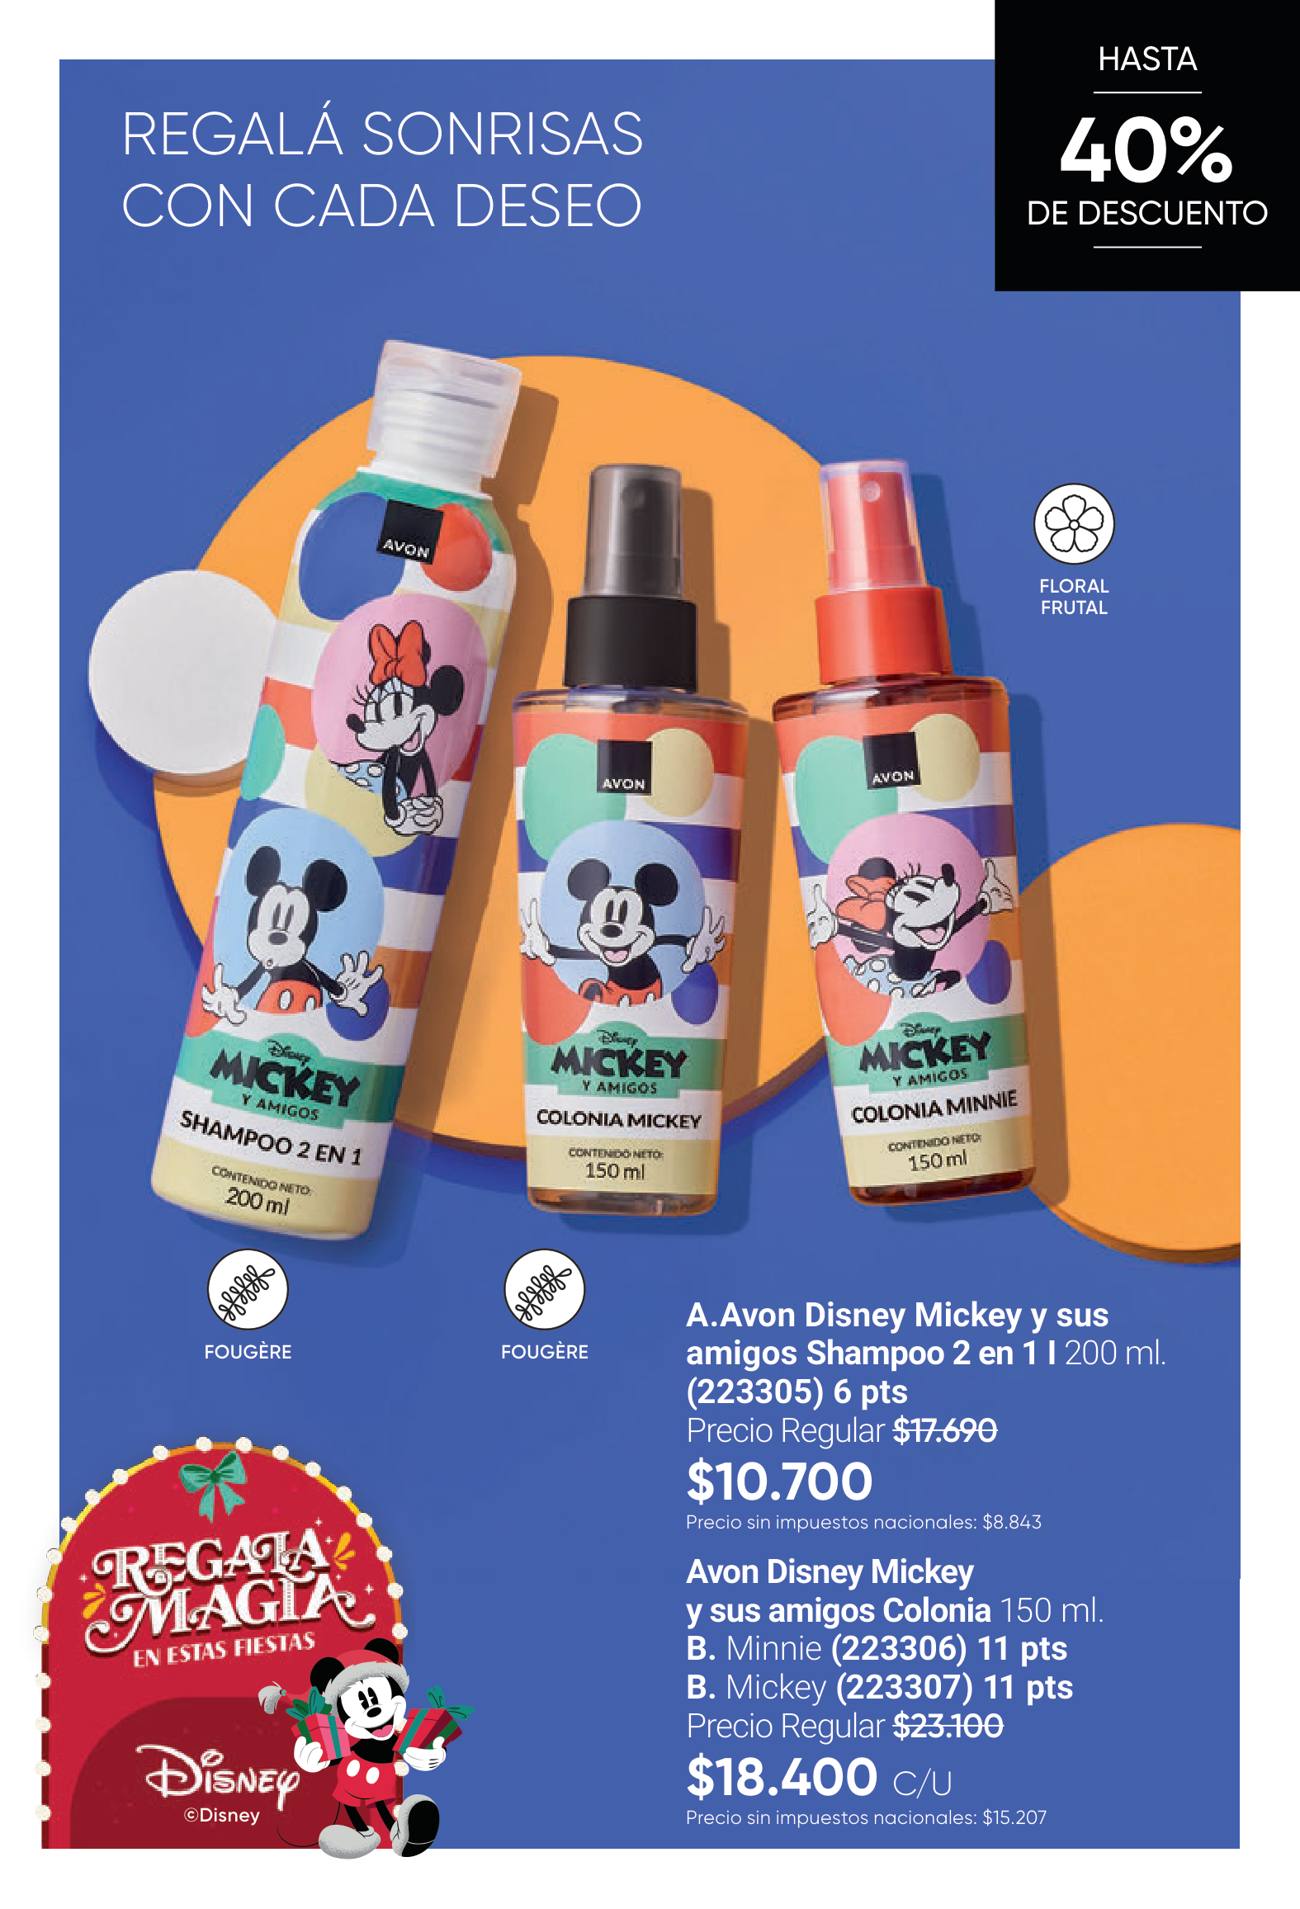 HASTA
40%
DE DESCUENTO
REGALÁ SONRISAS
CON CADA DESEO
AVON
DISNEY
MICKEY
Y AMIGOS
SHAMPOO 2 EN 1
CONTENIDO NETO:
200 ml
AVON
DISNEY
MICKEY
Y AMIGOS
COLONIA MICKEY
CONTENIDO NETO:
150 ml
AVON
DISNEY
MICKEY
Y AMIGOS
COLONIA MINNIE
CONTENIDO NETO:
150 ml
FLORAL
FRUTAL
FOUGÈRE
FOUGÈRE
A.Avon Disney Mickey y sus
amigos Shampoo 2 en 1 I 200 ml.
(223305) 6 pts
Precio Regular $17.690
$10.700
Precio sin impuestos nacionales: $8.843
Avon Disney Mickey
y sus amigos Colonia 150 ml.
B. Minnie (223306) 11 pts
B. Mickey (223307) 11 pts
Precio Regular $23.100
$18.400 C/U
Precio sin impuestos nacionales: $15.207
REGALA
MAGIA
EN ESTAS FIESTAS
DISNEY
©Disney